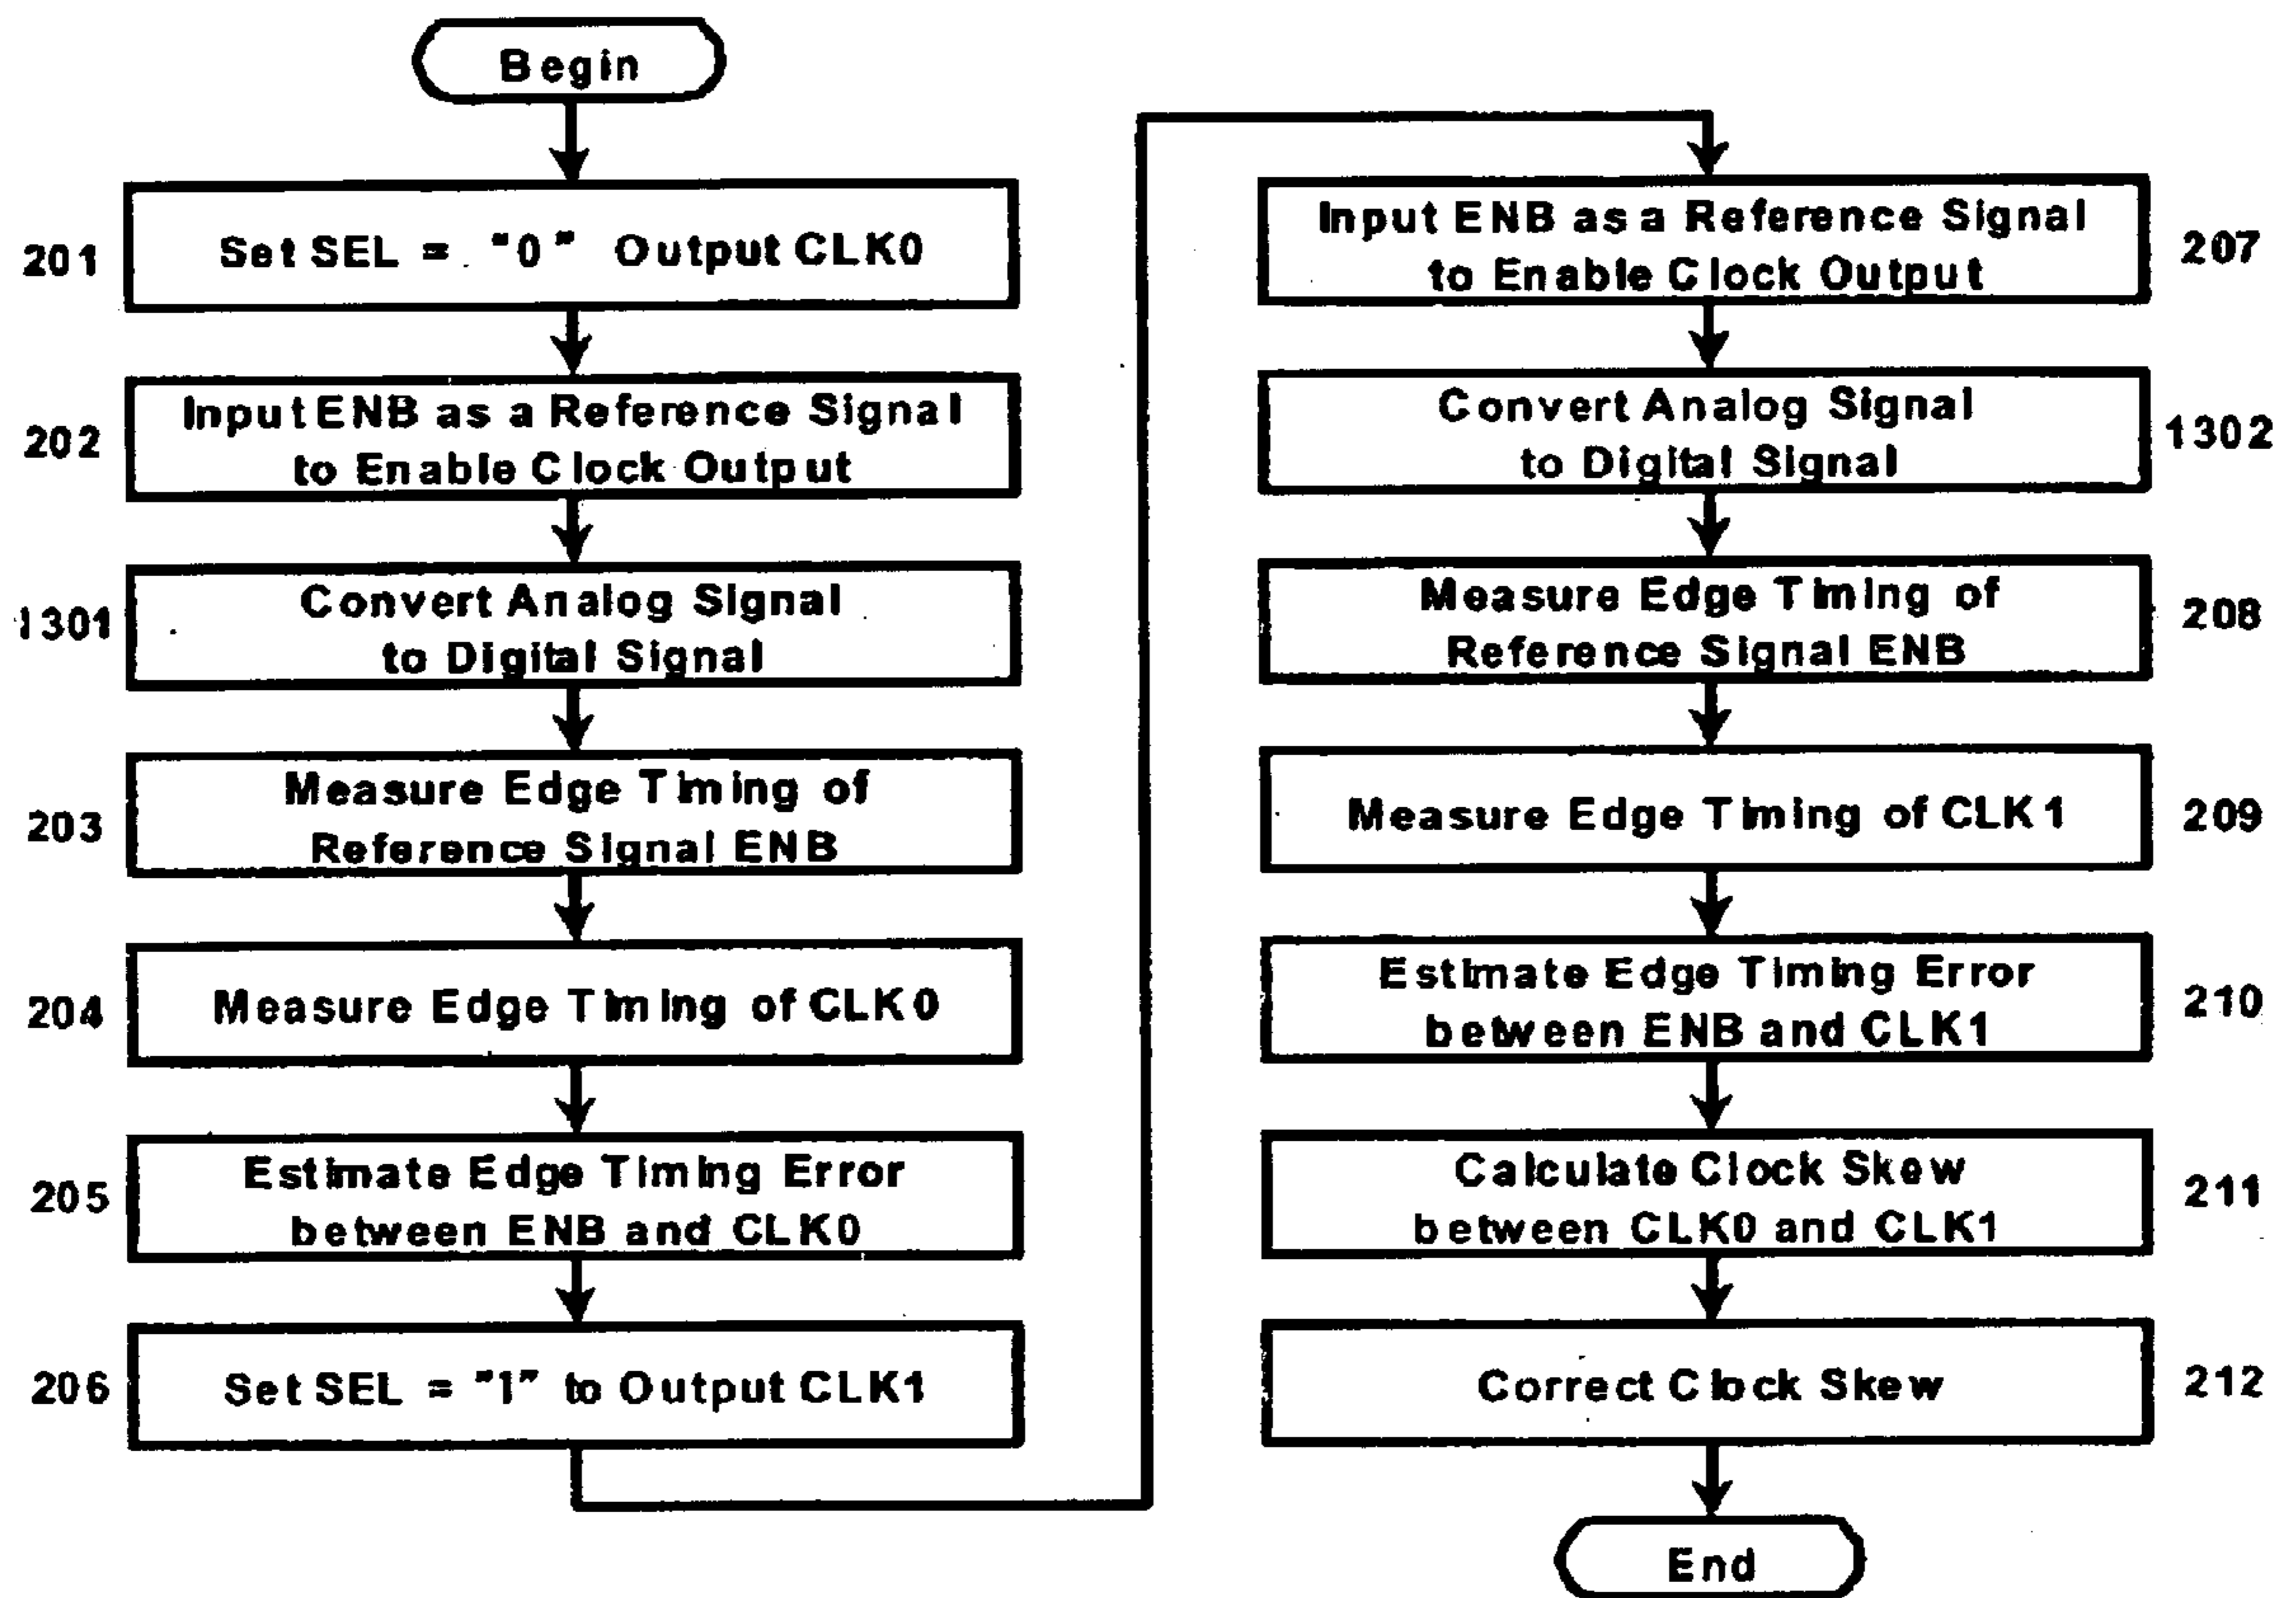 Begin
201
Set SEL = "0" Output CLK0
202
Input ENB as a Reference Signal
to Enable Clock Output
1301
Convert Analog Signal
to Digital Signal
203
Measure Edge Timing of
Reference Signal ENB
204
Measure Edge Timing of CLK0
205
Estimate Edge Timing Error
between ENB and CLK0
206
Set SEL = "1" to Output CLK1
Input ENB as a Reference Signal
to Enable Clock Output
207
Convert Analog Signal
to Digital Signal
1302
Measure Edge Timing of
Reference Signal ENB
208
Measure Edge Timing of CLK1
209
Estimate Edge Timing Error
between ENB and CLK1
210
Calculate Clock Skew
between CLK0 and CLK1
211
Correct Clock Skew
212
End